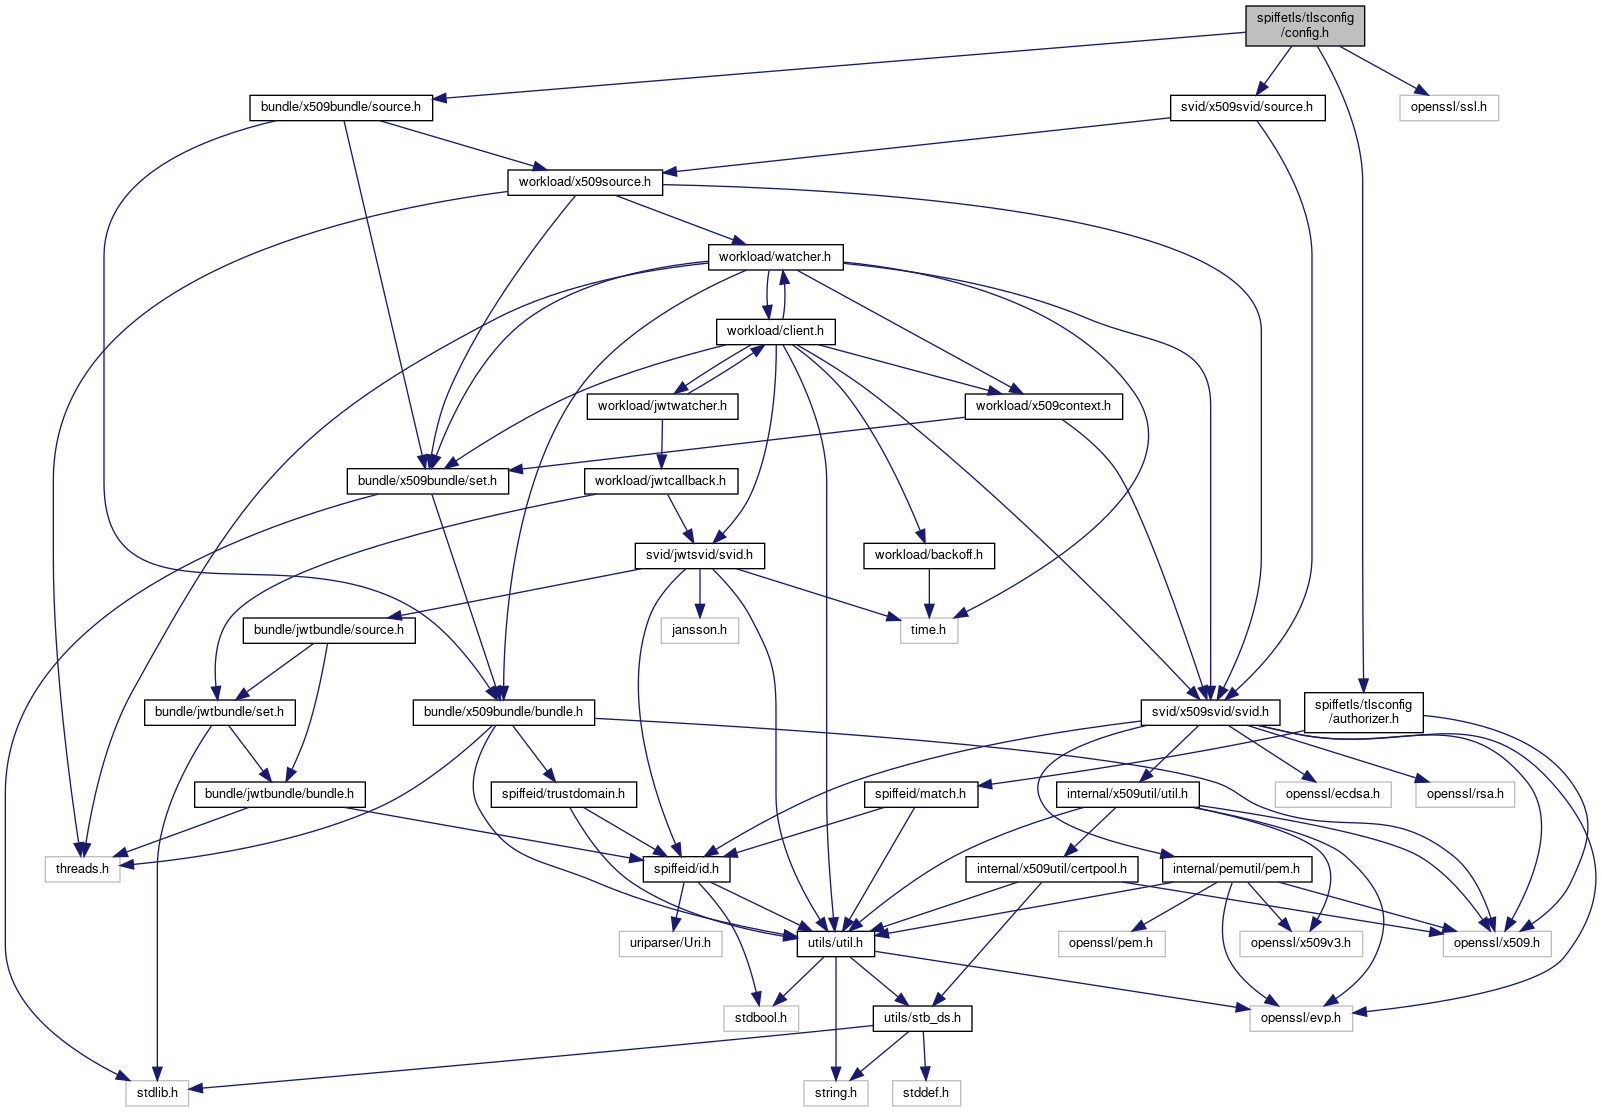 spiffetls/tlsconfig
/config.h
bundle/x509bundle/source.h
svid/x509svid/source.h
openssl/ssl.h
workload/x509source.h
workload/watcher.h
workload/client.h
workload/jwtwatcher.h
workload/x509context.h
bundle/x509bundle/set.h
workload/jwtcallback.h
svid/jwtsvid/svid.h
workload/backoff.h
bundle/jwtbundle/source.h
jansson.h
time.h
bundle/jwtbundle/set.h
bundle/x509bundle/bundle.h
svid/x509svid/svid.h
spiffetls/tlsconfig
/authorizer.h
bundle/jwtbundle/bundle.h
spiffeid/trustdomain.h
spiffeid/match.h
internal/x509util/util.h
openssl/ecdsa.h
openssl/rsa.h
threads.h
spiffeid/id.h
internal/x509util/certpool.h
internal/pemutil/pem.h
uriparser/Uri.h
utils/util.h
openssl/pem.h
openssl/x509v3.h
openssl/x509.h
stdbool.h
utils/stb_ds.h
openssl/evp.h
stdlib.h
string.h
stddef.h